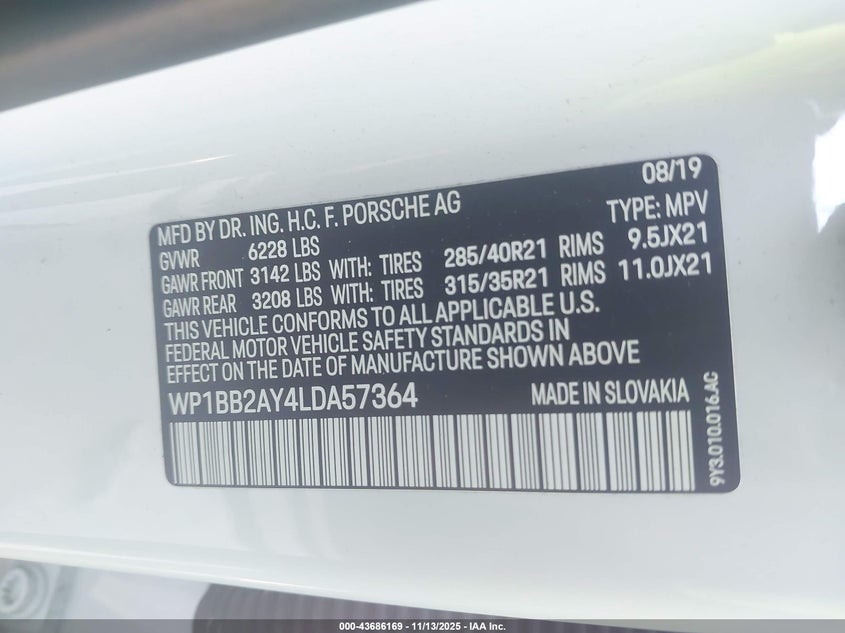 08/19
MFD BY DR. ING. H.C. F. PORSCHE AG TYPE: MPV
GVWR 6228 LBS
GAWR FRONT 3142 LBS WITH: TIRES 285/40R21 RIMS 9.5JX21
GAWR REAR 3208 LBS WITH: TIRES 315/35R21 RIMS 11.0JX21
THIS VEHICLE CONFORMS TO ALL APPLICABLE U.S.
FEDERAL MOTOR VEHICLE SAFETY STANDARDS IN
EFFECT ON THE DATE OF MANUFACTURE SHOWN ABOVE
WP1BB2AY4LDA57364 MADE IN SLOVAKIA
9Y3.010.016.AC
000-43686169 — 11/13/2025 — IAA Inc.